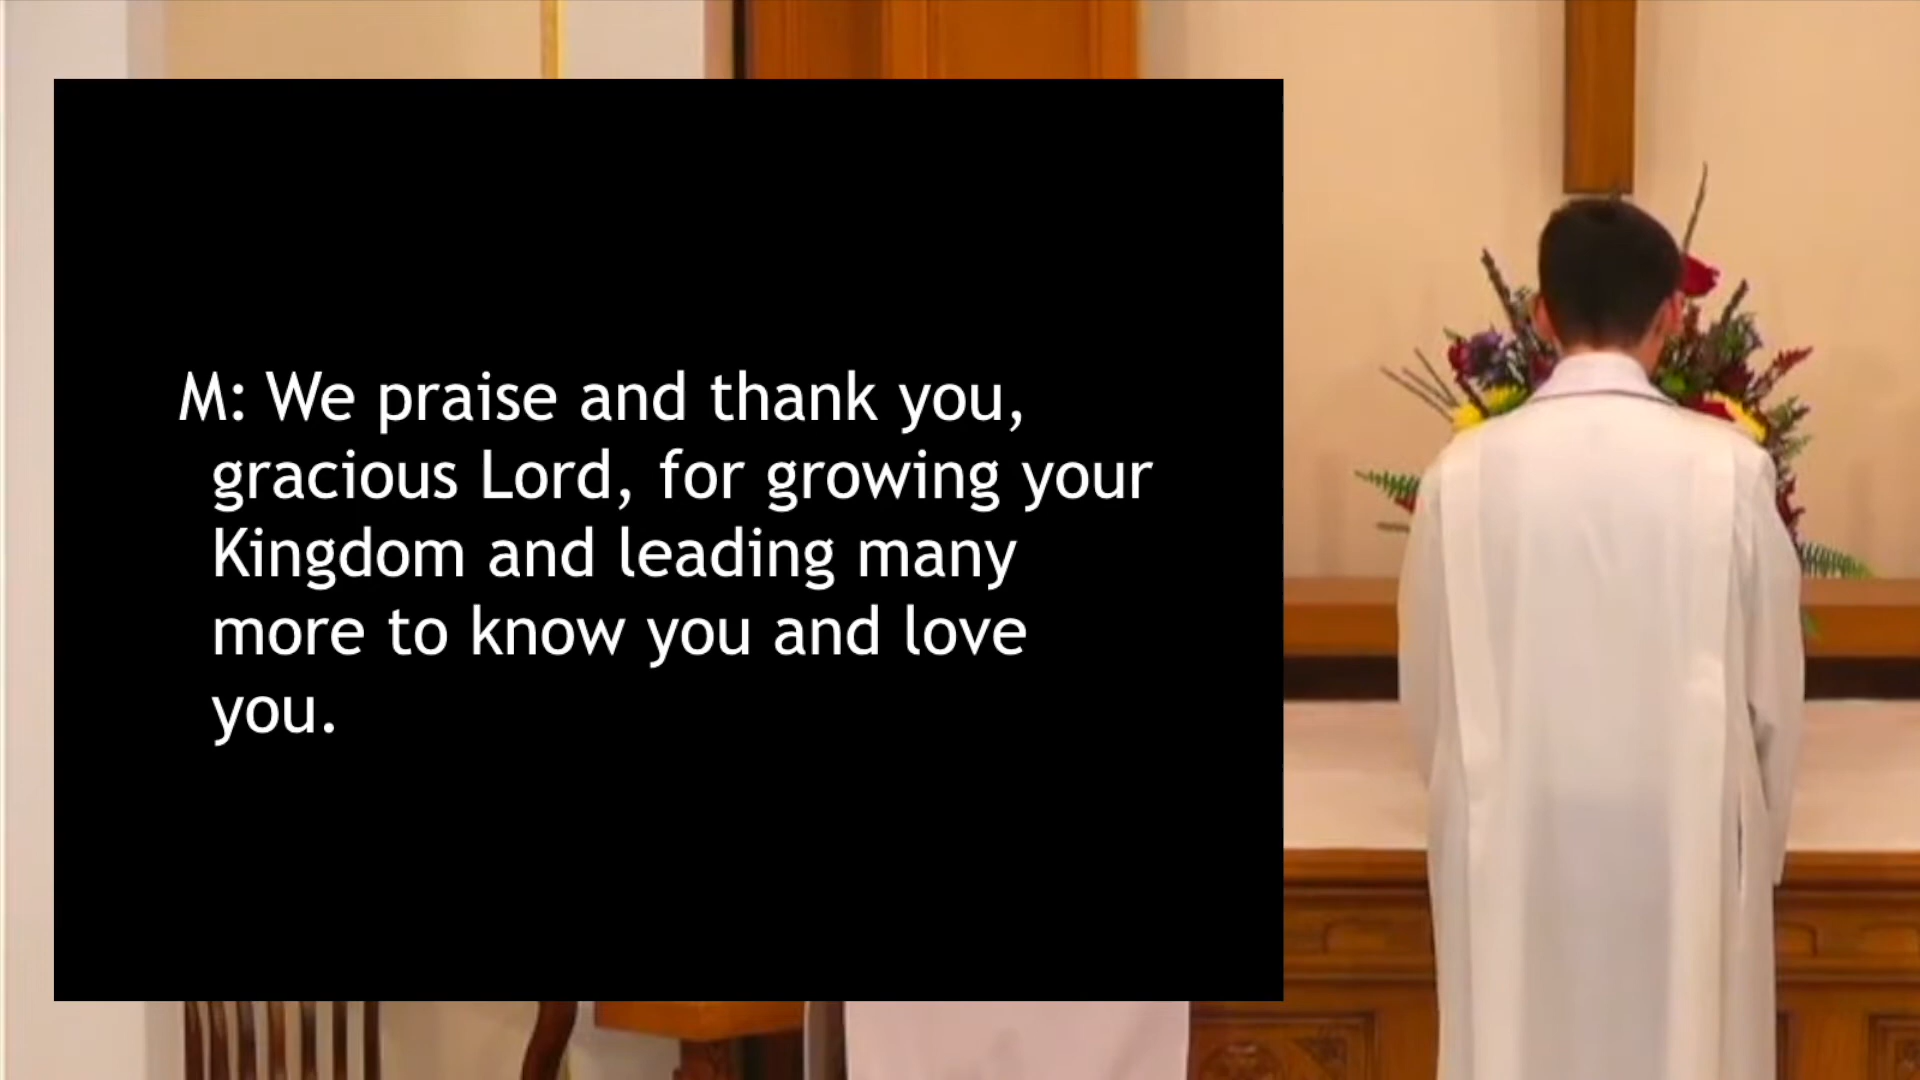 M: We praise and thank you,
gracious Lord, for growing your
Kingdom and leading many
more to know you and love
you.